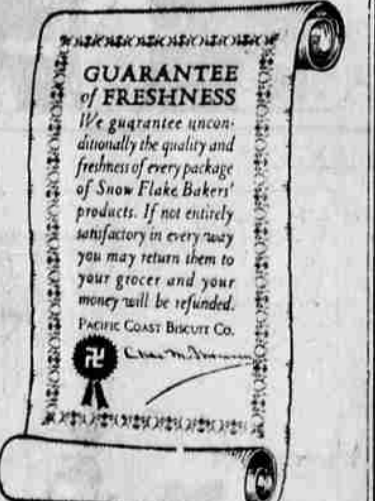 GUARANTEE
of FRESHNESS
We guarantee uncon-
ditionally the quality and
freshness of every package
of Snow Flake Bakers'
products. If not entirely
satisfactory in every way
you may return them to
your grocer and your
money will be refunded.
PACIFIC COAST BISCUIT CO.
Chas M.